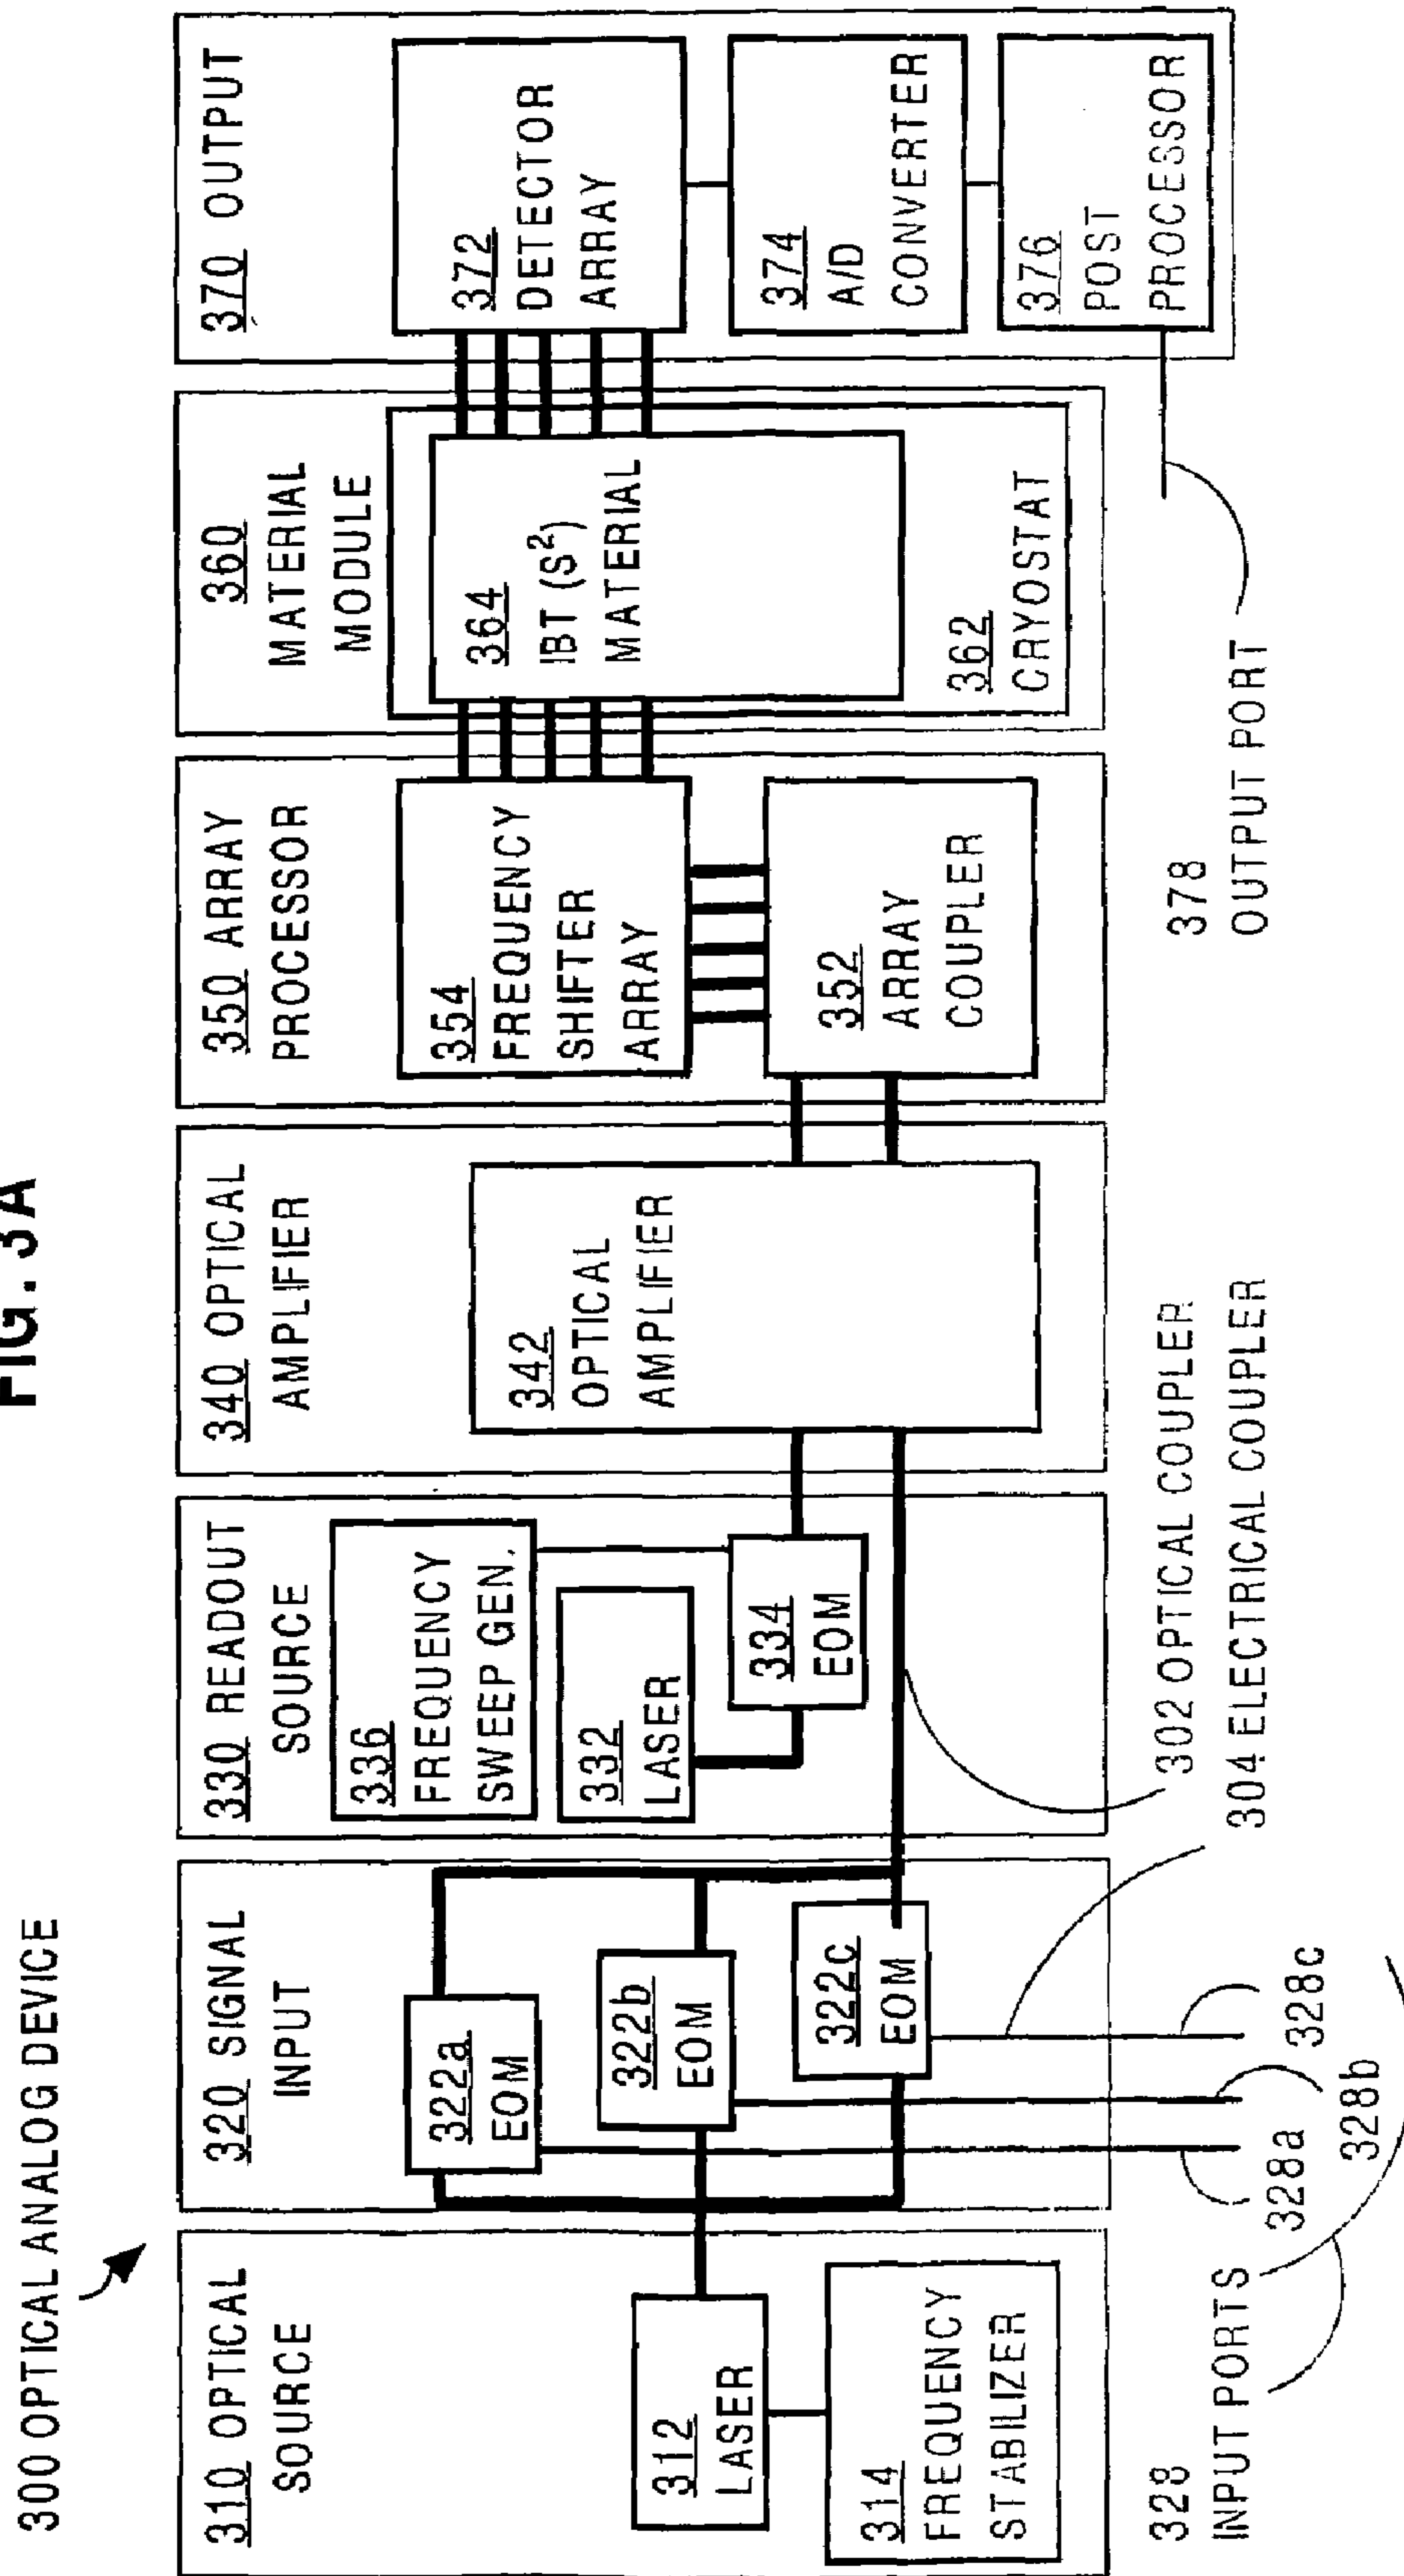 FIG. 3A
300 OPTICAL ANALOG DEVICE
310 OPTICAL
SOURCE
312
LASER
314
FREQUENCY
STABILIZER
320 SIGNAL
INPUT
322a
EOM
322b
EOM
322c
EOM
328
INPUT PORTS
328a
328b
328c
330 READOUT
SOURCE
336
FREQUENCY
SWEEP GEN.
332
LASER
334
EOM
302 OPTICAL COUPLER
304 ELECTRICAL COUPLER
340 OPTICAL
AMPLIFIER
342
OPTICAL
AMPLIFIER
350 ARRAY
PROCESSOR
354
FREQUENCY
SHIFTER
ARRAY
352
ARRAY
COUPLER
360
MATERIAL
MODULE
364
IBT (S²)
MATERIAL
362
CRYOSTAT
370 OUTPUT
372
DETECTOR
ARRAY
374
A/D
CONVERTER
376
POST
PROCESSOR
378
OUTPUT PORT